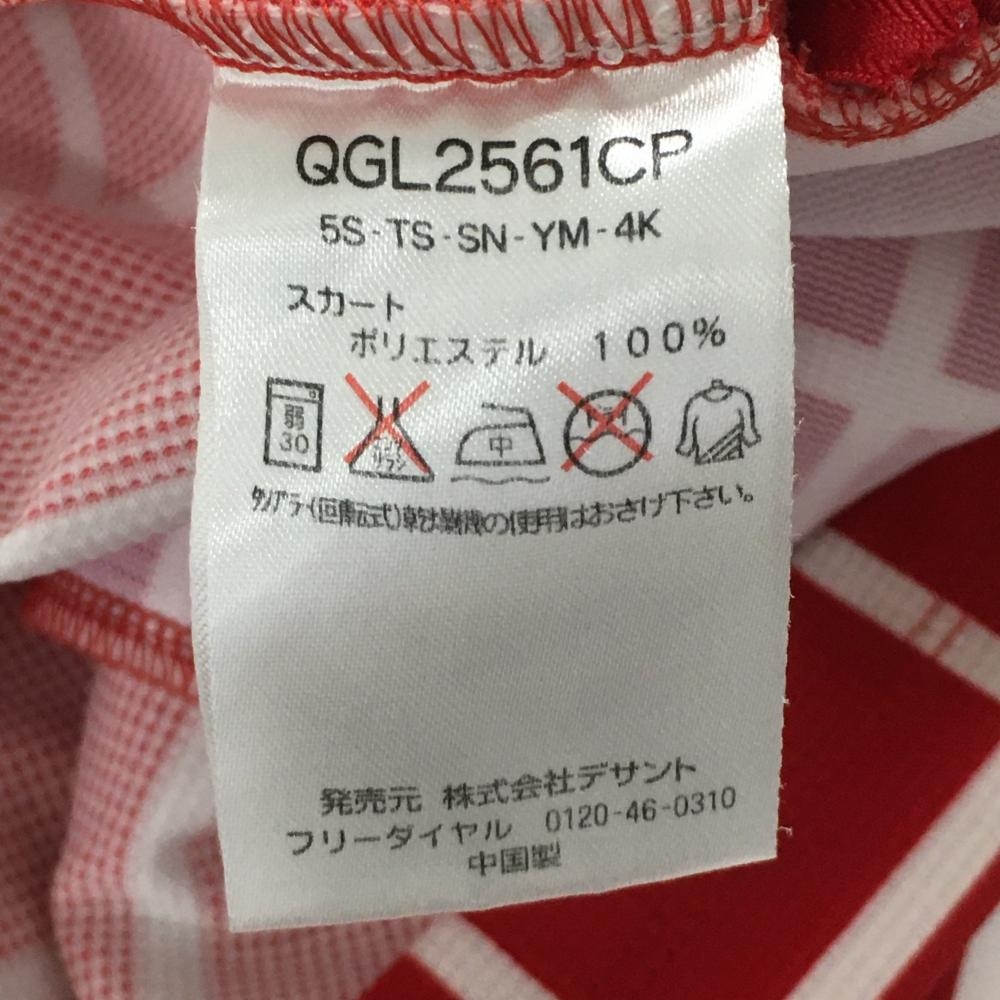 QGL2561CP
5S-TS-SN-YM-4K
スカート
ポリエステル 100%
弱
30
中
タンブラー(回転式)乾燥機の使用はおさけ下さい。
発売元 株式会社デサント
フリーダイヤル 0120-46-0310
中国製